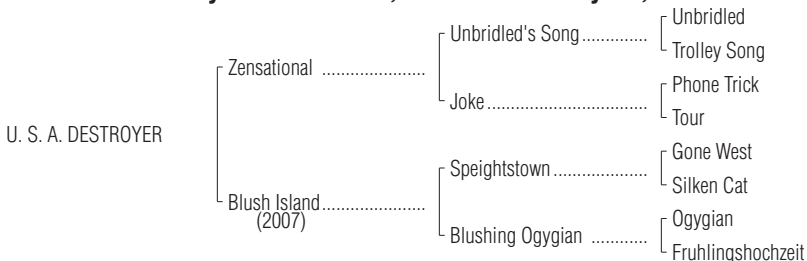 Unbridled
Unbridled's Song ..............
Trolley Song
Zensational ......................
Phone Trick
Joke...................................
Tour
U. S. A. DESTROYER
Gone West
Speightstown ....................
Silken Cat
Blush Island......................
(2007)
Ogygian
Blushing Ogygian ............
Fruhlingshochzeit